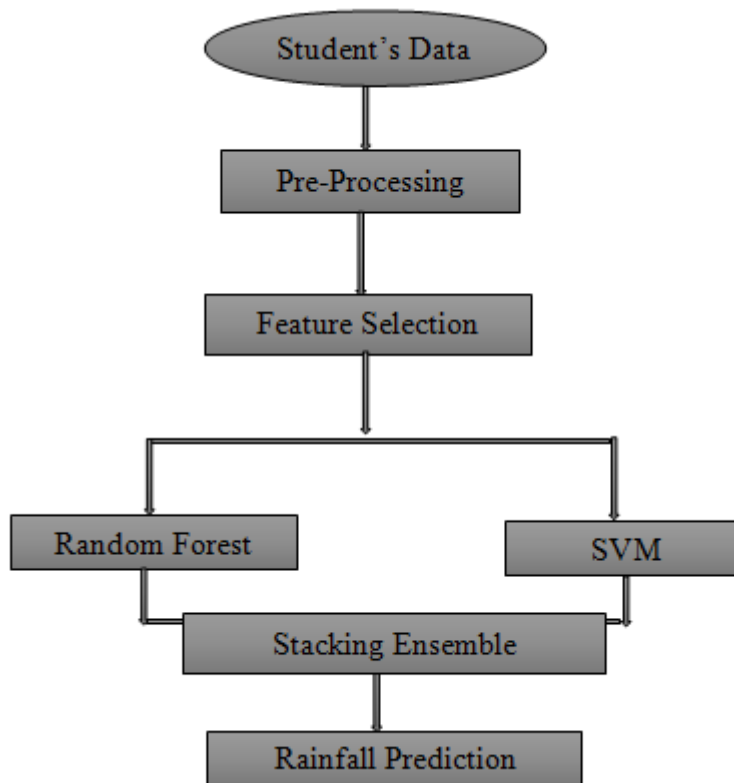 Student’s Data
Pre-Processing
Feature Selection
Random Forest
SVM
Stacking Ensemble
Rainfall Prediction